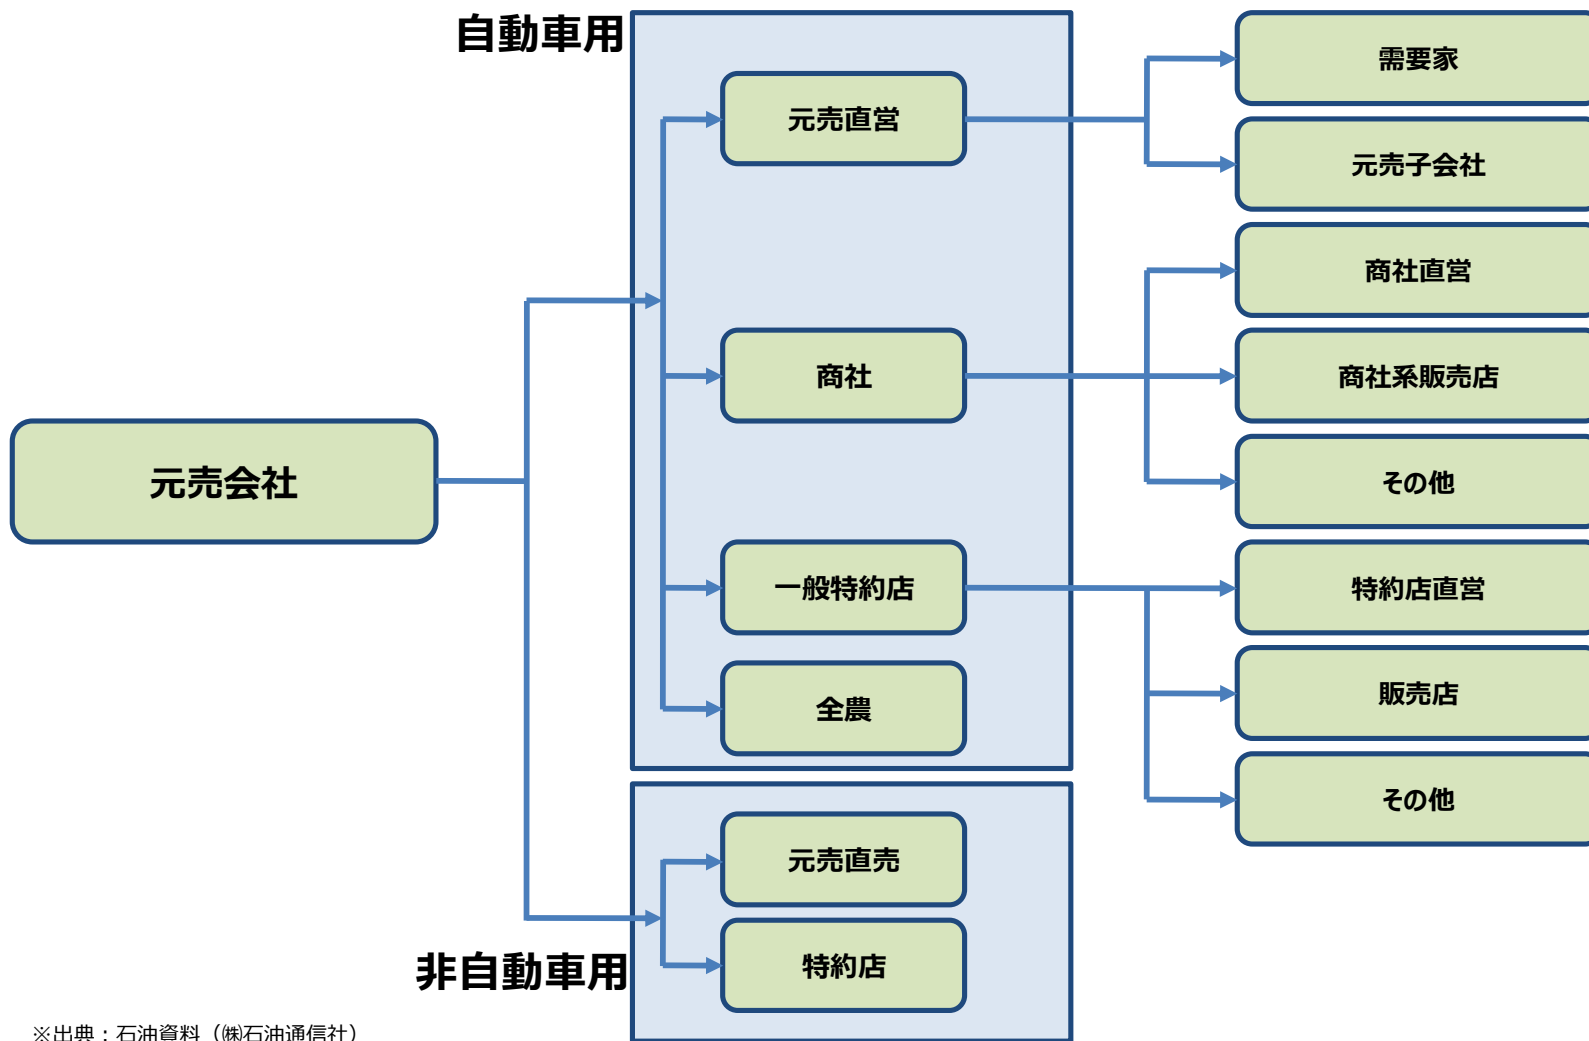 自動車用
元売会社
元売直営
商社
一般特約店
全農
需要家
元売子会社
商社直営
商社系販売店
その他
特約店直営
販売店
その他
非自動車用
元売直売
特約店
※出典：石油資料（㈱石油通信社）